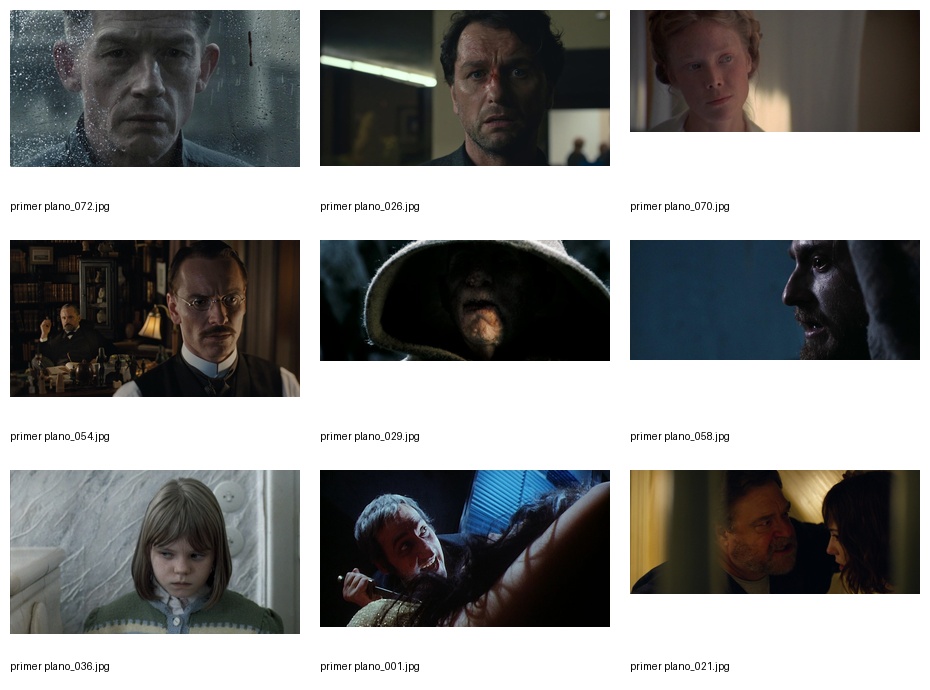 primer plano_072.jpg
primer plano_026.jpg
primer plano_070.jpg
primer plano_054.jpg
primer plano_029.jpg
primer plano_058.jpg
primer plano_036.jpg
primer plano_001.jpg
primer plano_021.jpg